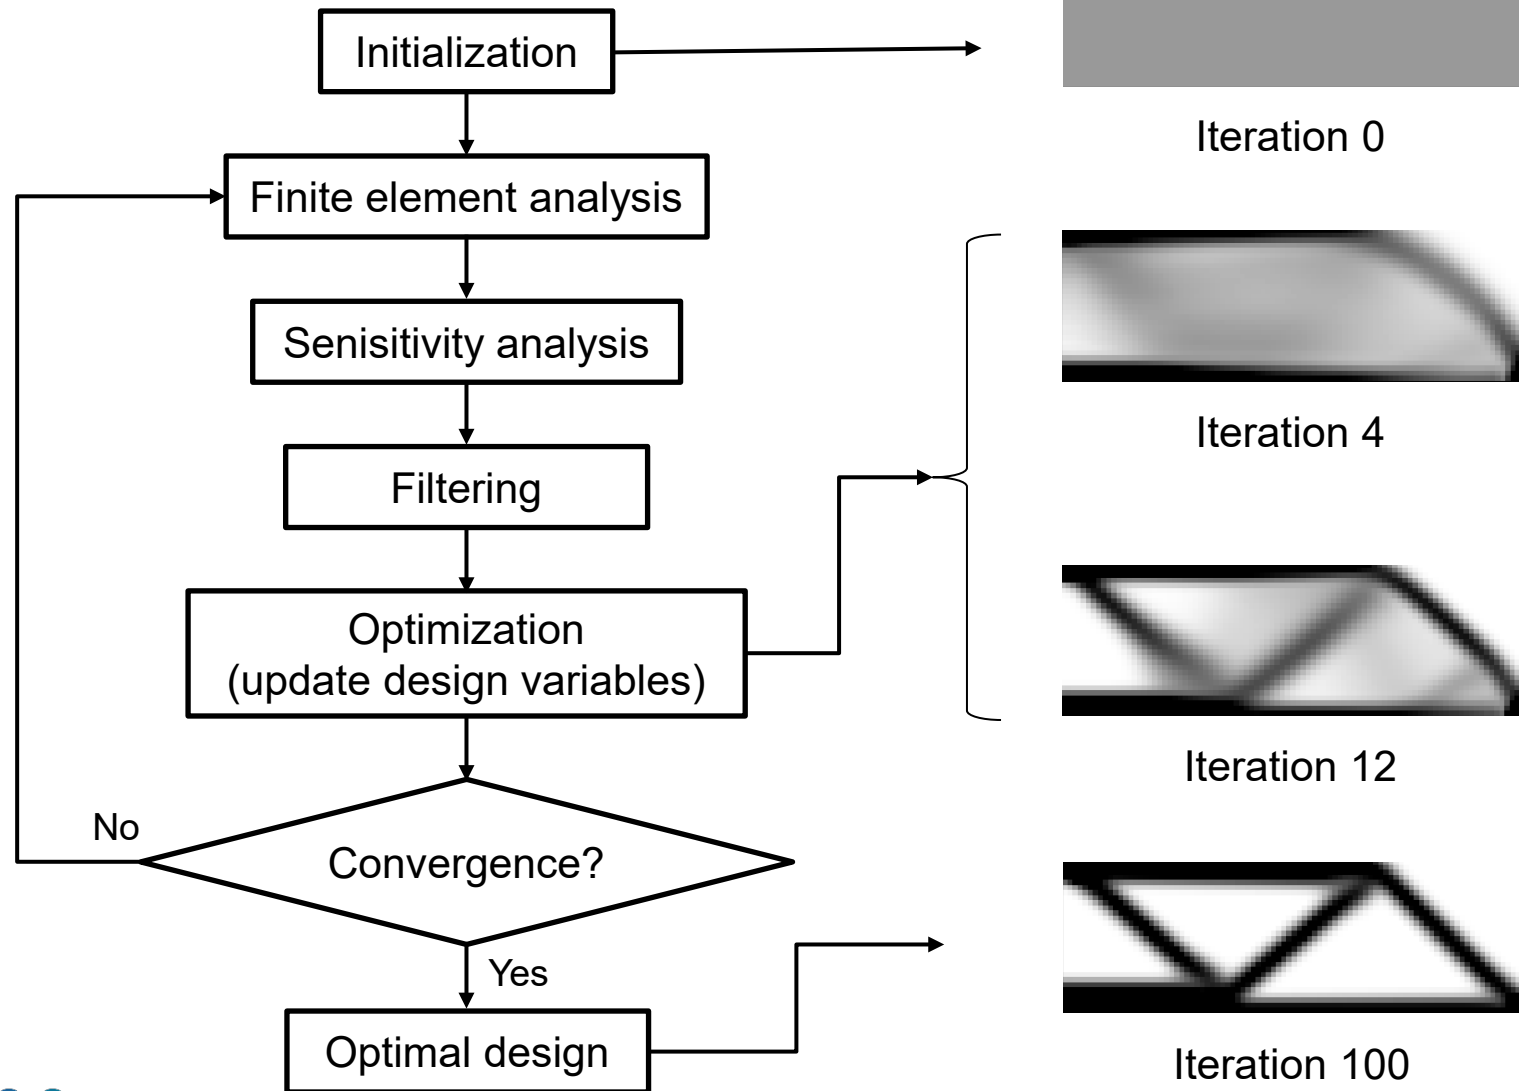 Initialization
Iteration 0
Finite element analysis
Senisitivity analysis
Iteration 4
Filtering
Optimization
(update design variables)
Iteration 12
No
Convergence?
Yes
Optimal design
Iteration 100